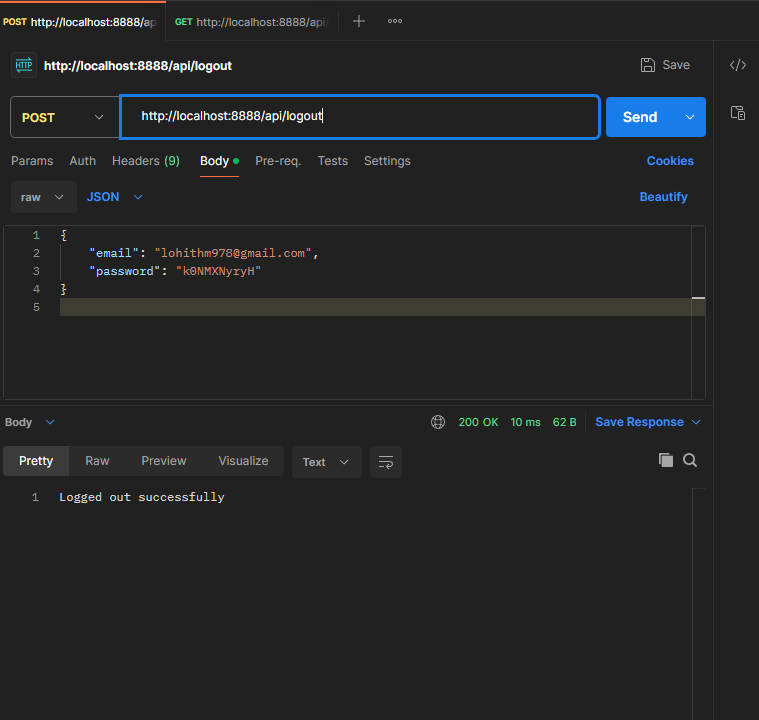 POST http://localhost:8888/ap GET http://localhost:8888/api/
HTTP http://localhost:8888/api/logout Save
POST http://localhost:8888/api/logout Send
Params Auth Headers (9) Body Pre-req. Tests Settings Cookies
raw JSON Beautify
1 {
2 "email": "lohithm978@gmail.com",
3 "password": "k0NMXNyryH"
4 }
5
Body 200 OK 10 ms 62 B Save Response
Pretty Raw Preview Visualize Text
1 Logged out successfully